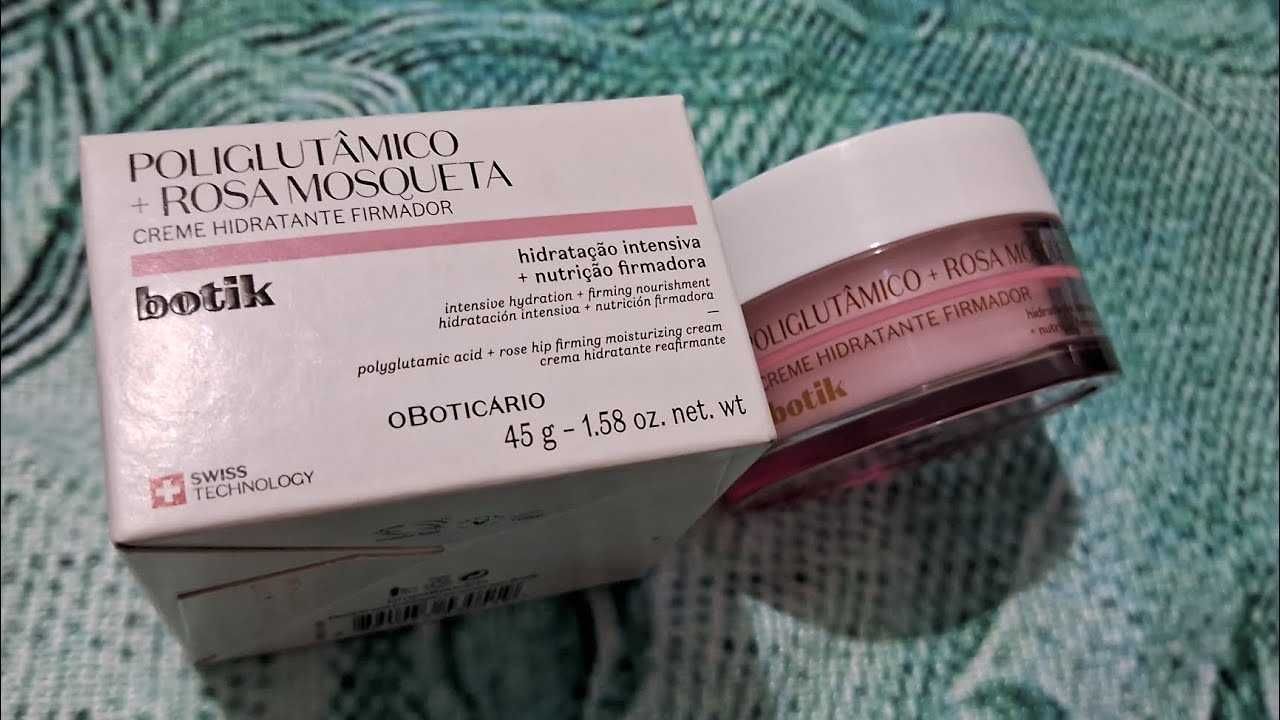 POLIGLUTÂMICO
+ ROSA MOSQUETA
CREME HIDRATANTE FIRMADOR
botik
hidratação intensiva
+ nutrição firmadora
intensive hydration + firming nourishment
hidratación intensiva + nutrición firmadora
polyglutamic acid + rose hip firming moisturizing cream
crema hidratante reafirmante
oBOTICÁRIO
45 g – 1.58 oz. net. wt
SWISS
TECHNOLOGY
POLIGLUTÂMICO + ROSA
CREME HIDRATANTE FIRMADOR
botik